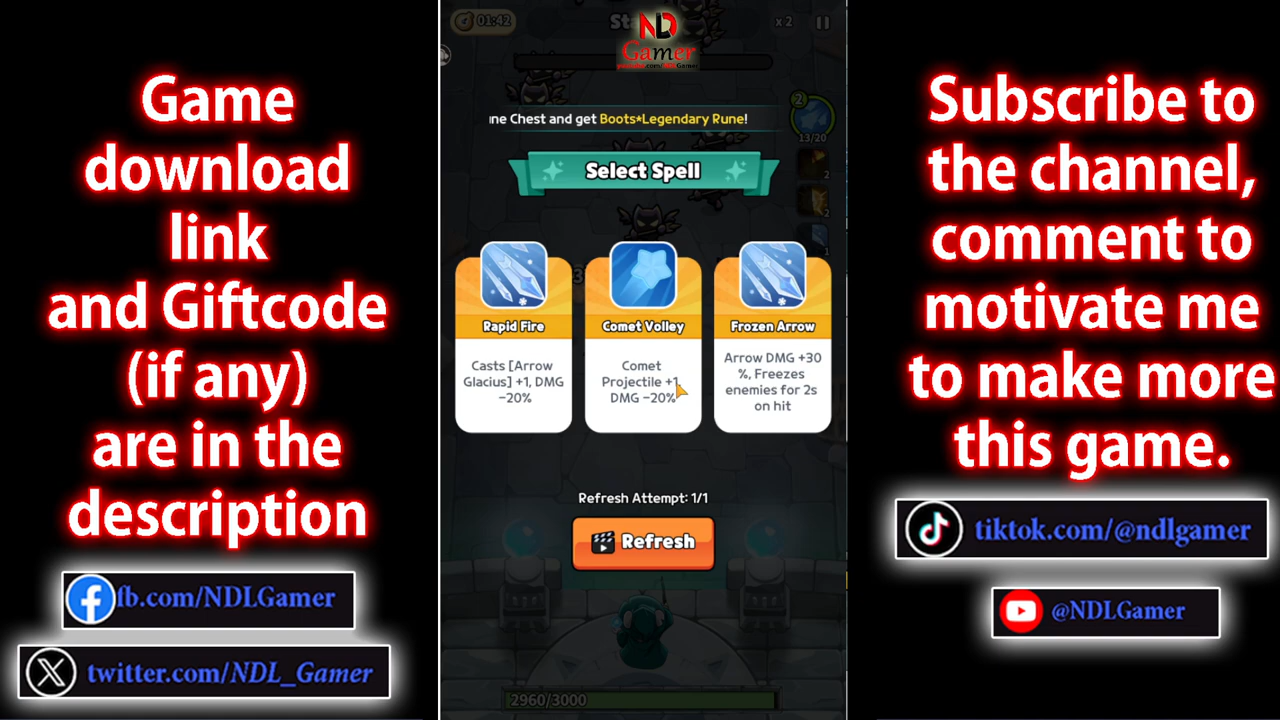 Game
download
link
and Giftcode
(if any)
are in the
description
fb.com/NDLGamer
twitter.com/NDL_Gamer
01:42
x 2
NDL
Gamer
ne Chest and get Boots*Legendary Rune!
Select Spell
2
13/20
2
2
1
Rapid Fire
Casts [Arrow
Glacius] +1, DMG
-20%
Comet Volley
Comet
Projectile +1,
DMG -20%
Frozen Arrow
Arrow DMG +30
%, Freezes
enemies for 2s
on hit
Refresh Attempt: 1/1
Refresh
2960/3000
Subscribe to
the channel,
comment to
motivate me
to make more
this game.
tiktok.com/@ndlgamer
@NDLGamer